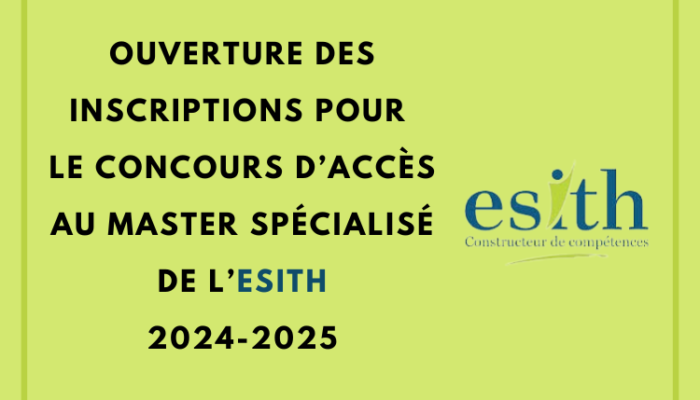 OUVERTURE DES
INSCRIPTIONS POUR
LE CONCOURS D’ACCÈS
AU MASTER SPÉCIALISÉ
DE L’ESITH
2024-2025
esith
Constructeur de compétences